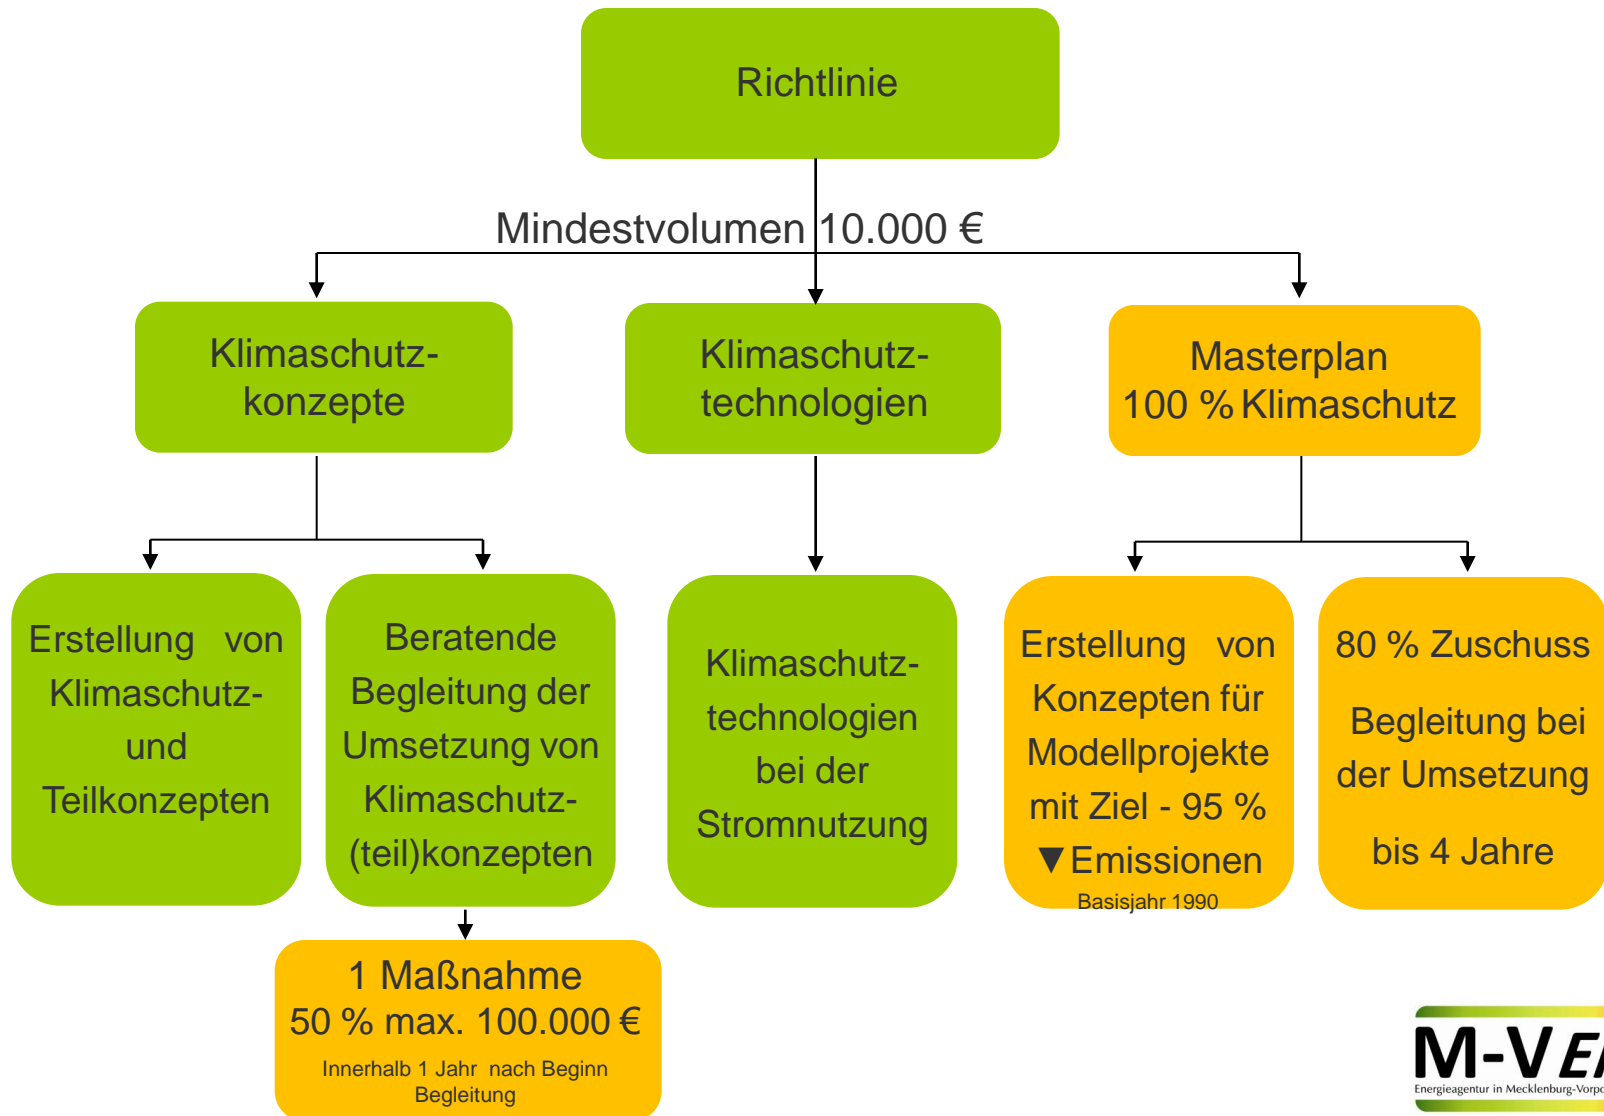 Richtlinie
Mindestvolumen 10.000 €
Klimaschutz-
konzepte
Klimaschutz-
technologien
Masterplan
100 % Klimaschutz
Erstellung von
Klimaschutz-
und
Teilkonzepten
Beratende
Begleitung der
Umsetzung von
Klimaschutz-
(teil)konzepten
Klimaschutz-
technologien
bei der
Stromnutzung
Erstellung von
Konzepten für
Modellprojekte
mit Ziel - 95 %
▼Emissionen
Basisjahr 1990
80 % Zuschuss
Begleitung bei
der Umsetzung
bis 4 Jahre
1 Maßnahme
50 % max. 100.000 €
Innerhalb 1 Jahr nach Beginn
Begleitung
M-V
Energieagentur in Mecklenburg-